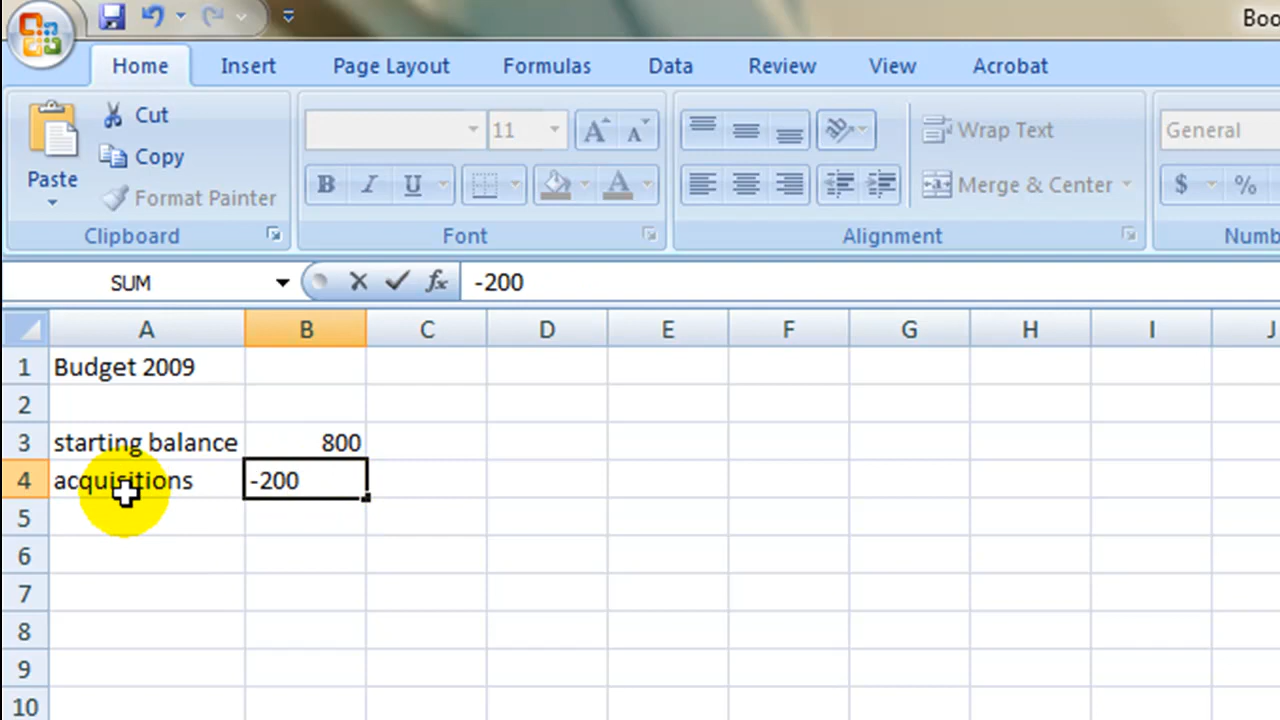 Boo
Home Insert Page Layout Formulas Data Review View Acrobat
Cut
11
A A
Wrap Text
General
Copy
Paste
B I U
A
Merge & Center
$ %
Format Painter
Clipboard Font Alignment Numb
SUM
fx -200
A B C D E F G H I J
1 Budget 2009
2
3 starting balance 800
4 acquisitions -200
5
6
7
8
9
10